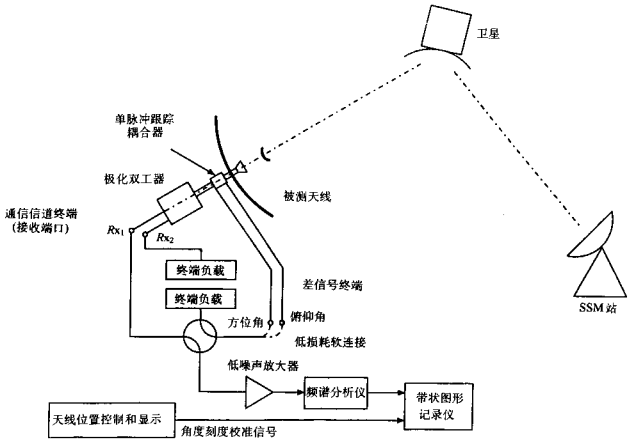 卫星
单脉冲跟踪
耦合器
极化双工器
被测天线
通信信道终端
(接收端口)
Rx1
Rx2
终端负载
终端负载
差信号终端
方位角
俯仰角
低损耗软连接
SSM站
低噪声放大器
频谱分析仪
带状图形
记录仪
天线位置控制和显示
角度刻度校准信号